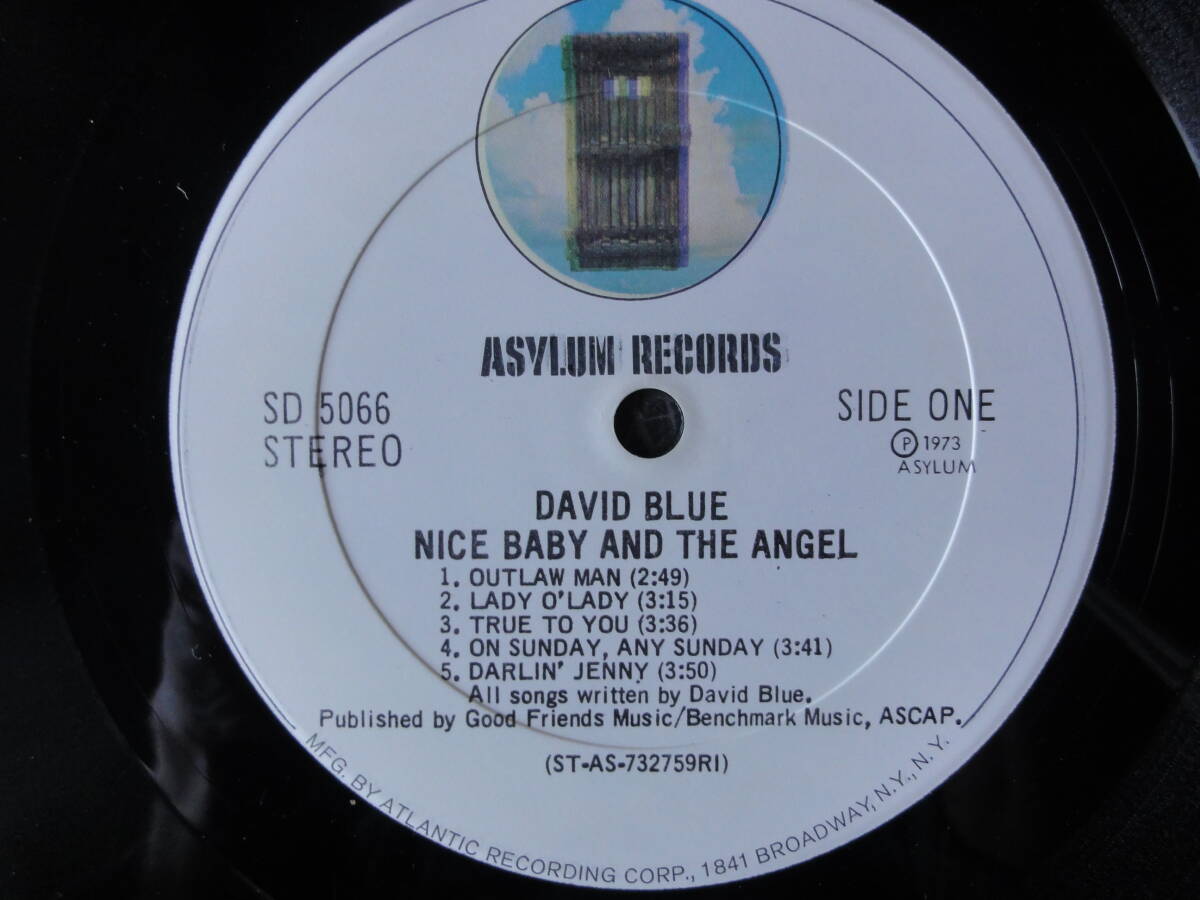 ASYLUM RECORDS
SD 5066
STEREO
SIDE ONE
Ⓟ 1973
ASYLUM
DAVID BLUE
NICE BABY AND THE ANGEL
1. OUTLAW MAN (2:49)
2. LADY O'LADY (3:15)
3. TRUE TO YOU (3:36)
4. ON SUNDAY, ANY SUNDAY (3:41)
5. DARLIN' JENNY (3:50)
All songs written by David Blue.
Published by Good Friends Music/Benchmark Music, ASCAP.
(ST-AS-732759RI)
MFG. BY ATLANTIC RECORDING CORP., 1841 BROADWAY, N.Y., N.Y.